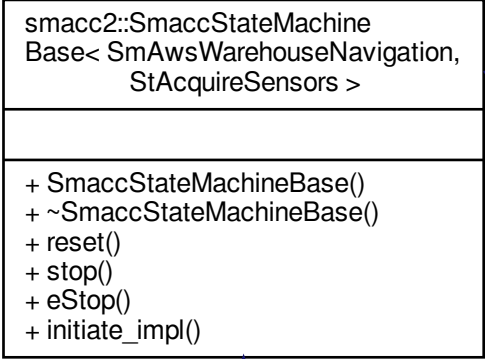 smacc2::SmaccStateMachine
Base< SmAwsWarehouseNavigation,
StAcquireSensors >
+ SmaccStateMachineBase()
+ ~SmaccStateMachineBase()
+ reset()
+ stop()
+ eStop()
+ initiate_impl()